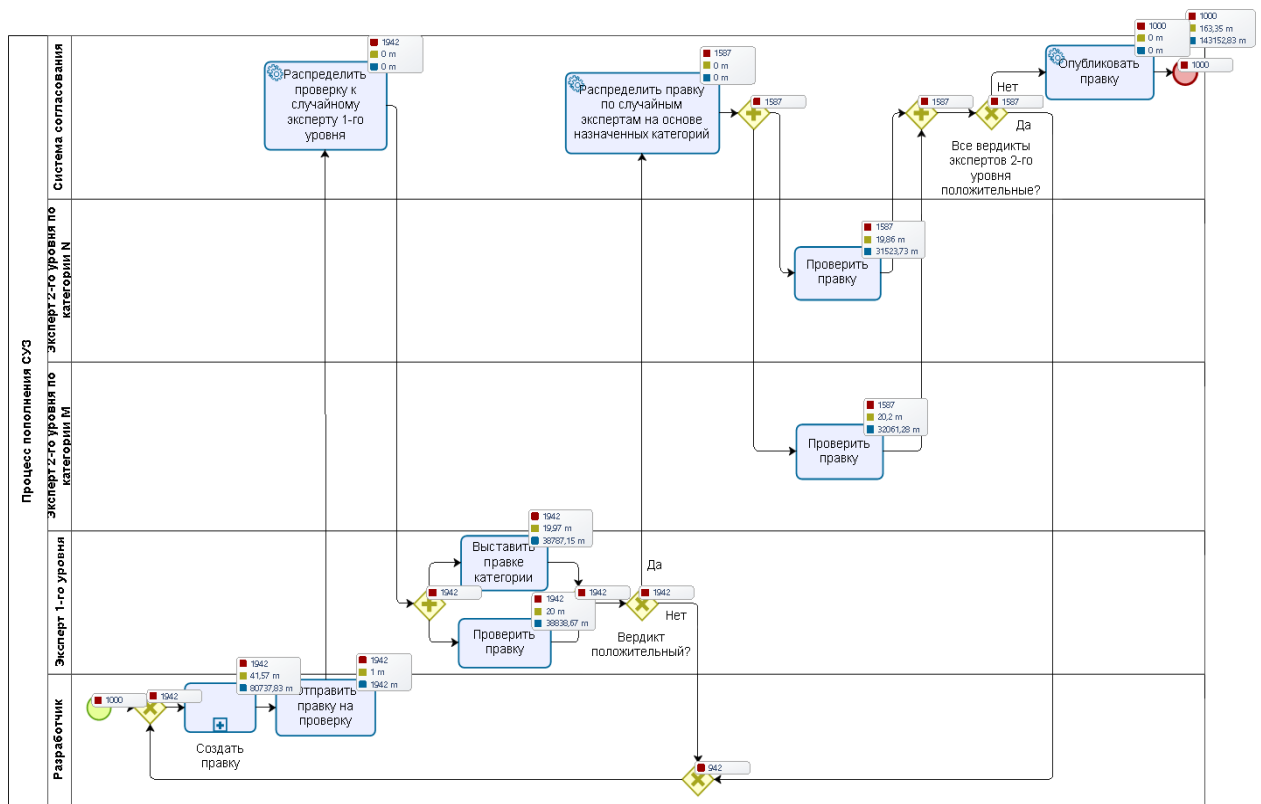 Процесс пополнения СУЗ
Система согласования
Эксперт 2-го уровня по
категории N
Эксперт 2-го уровня по
категории M
Эксперт 1-го уровня
Разработчик
1942
0 m
0 m
Распределить
проверку к
случайному
эксперту 1-го
уровня
1587
0 m
0 m
Распределить правку
по случайным
экспертам на основе
назначенных категорий
1587
1587
1587
Нет
Да
Все вердикты
экспертов 2-го
уровня
положительные?
1000
0 m
0 m
Опубликовать
правку
1000
163,35 m
143152,83 m
1000
1587
19,86 m
31523,73 m
Проверить
правку
1587
20,2 m
32061,28 m
Проверить
правку
1942
19,97 m
38787,15 m
Выставить
правке
категории
1942
1942
20 m
38838,67 m
Проверить
правку
1942
1942
Да
Нет
Вердикт
положительный?
1000
1942
1942
41,57 m
80737,83 m
Создать
правку
1942
1 m
1942 m
Отправить
правку на
проверку
942